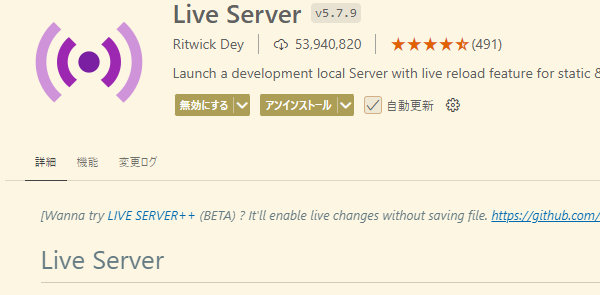 Live Server v5.7.9
Ritwick Dey 53,940,820 (491)
Launch a development local Server with live reload feature for static &
無効にする アンインストール 自動更新
詳細 機能 変更ログ
[Wanna try LIVE SERVER++ (BETA) ? It'll enable live changes without saving file. https://github.com/
Live Server